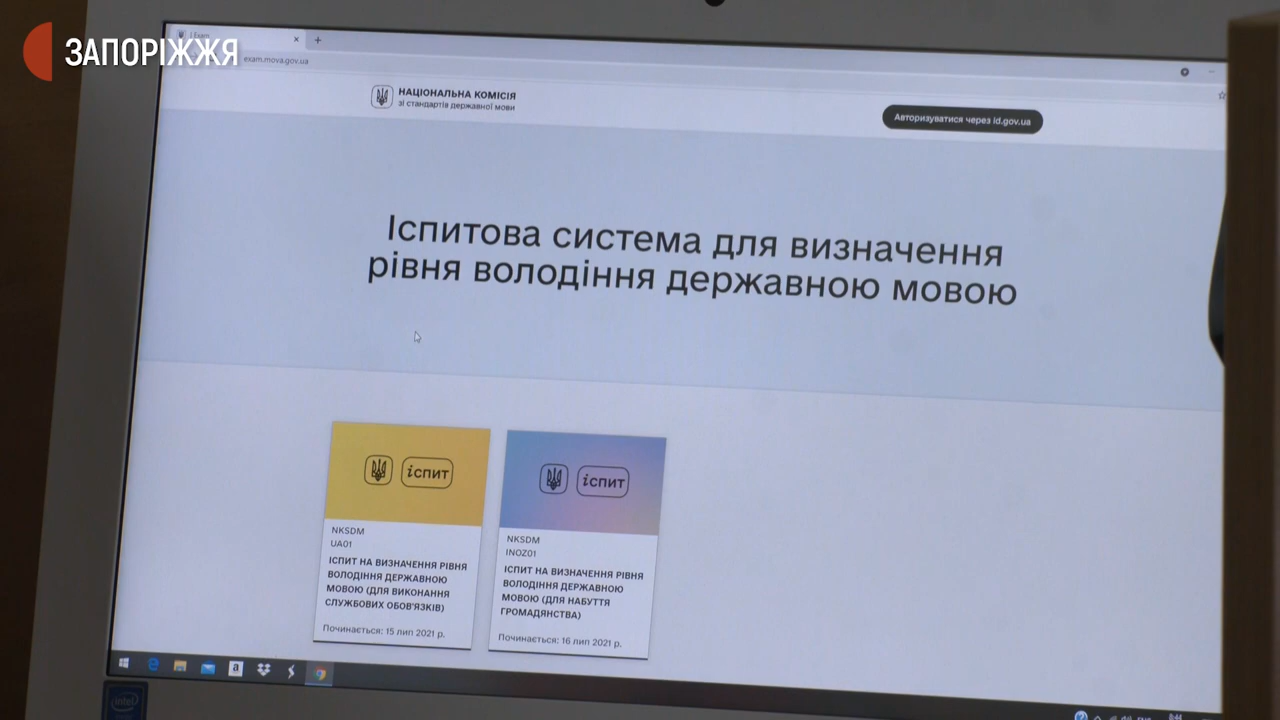 ЗАПОРІЖЖЯ
exam.mova.gov.ua
НАЦІОНАЛЬНА КОМІСІЯ
зі стандартів державної мови
Авторизуватися через id.gov.ua
Іспитова система для визначення
рівня володіння державною мовою
іспит
NKSDM
UA01
ІСПИТ НА ВИЗНАЧЕННЯ РІВНЯ
ВОЛОДІННЯ ДЕРЖАВНОЮ
МОВОЮ (ДЛЯ ВИКОНАННЯ
СЛУЖБОВИХ ОБОВ'ЯЗКІВ)
Починається: 15 лип 2021 р.
іспит
NKSDM
INOZ01
ІСПИТ НА ВИЗНАЧЕННЯ РІВНЯ
ВОЛОДІННЯ ДЕРЖАВНОЮ
МОВОЮ (ДЛЯ НАБУТТЯ
ГРОМАДЯНСТВА)
Починається: 16 лип 2021 р.
intel